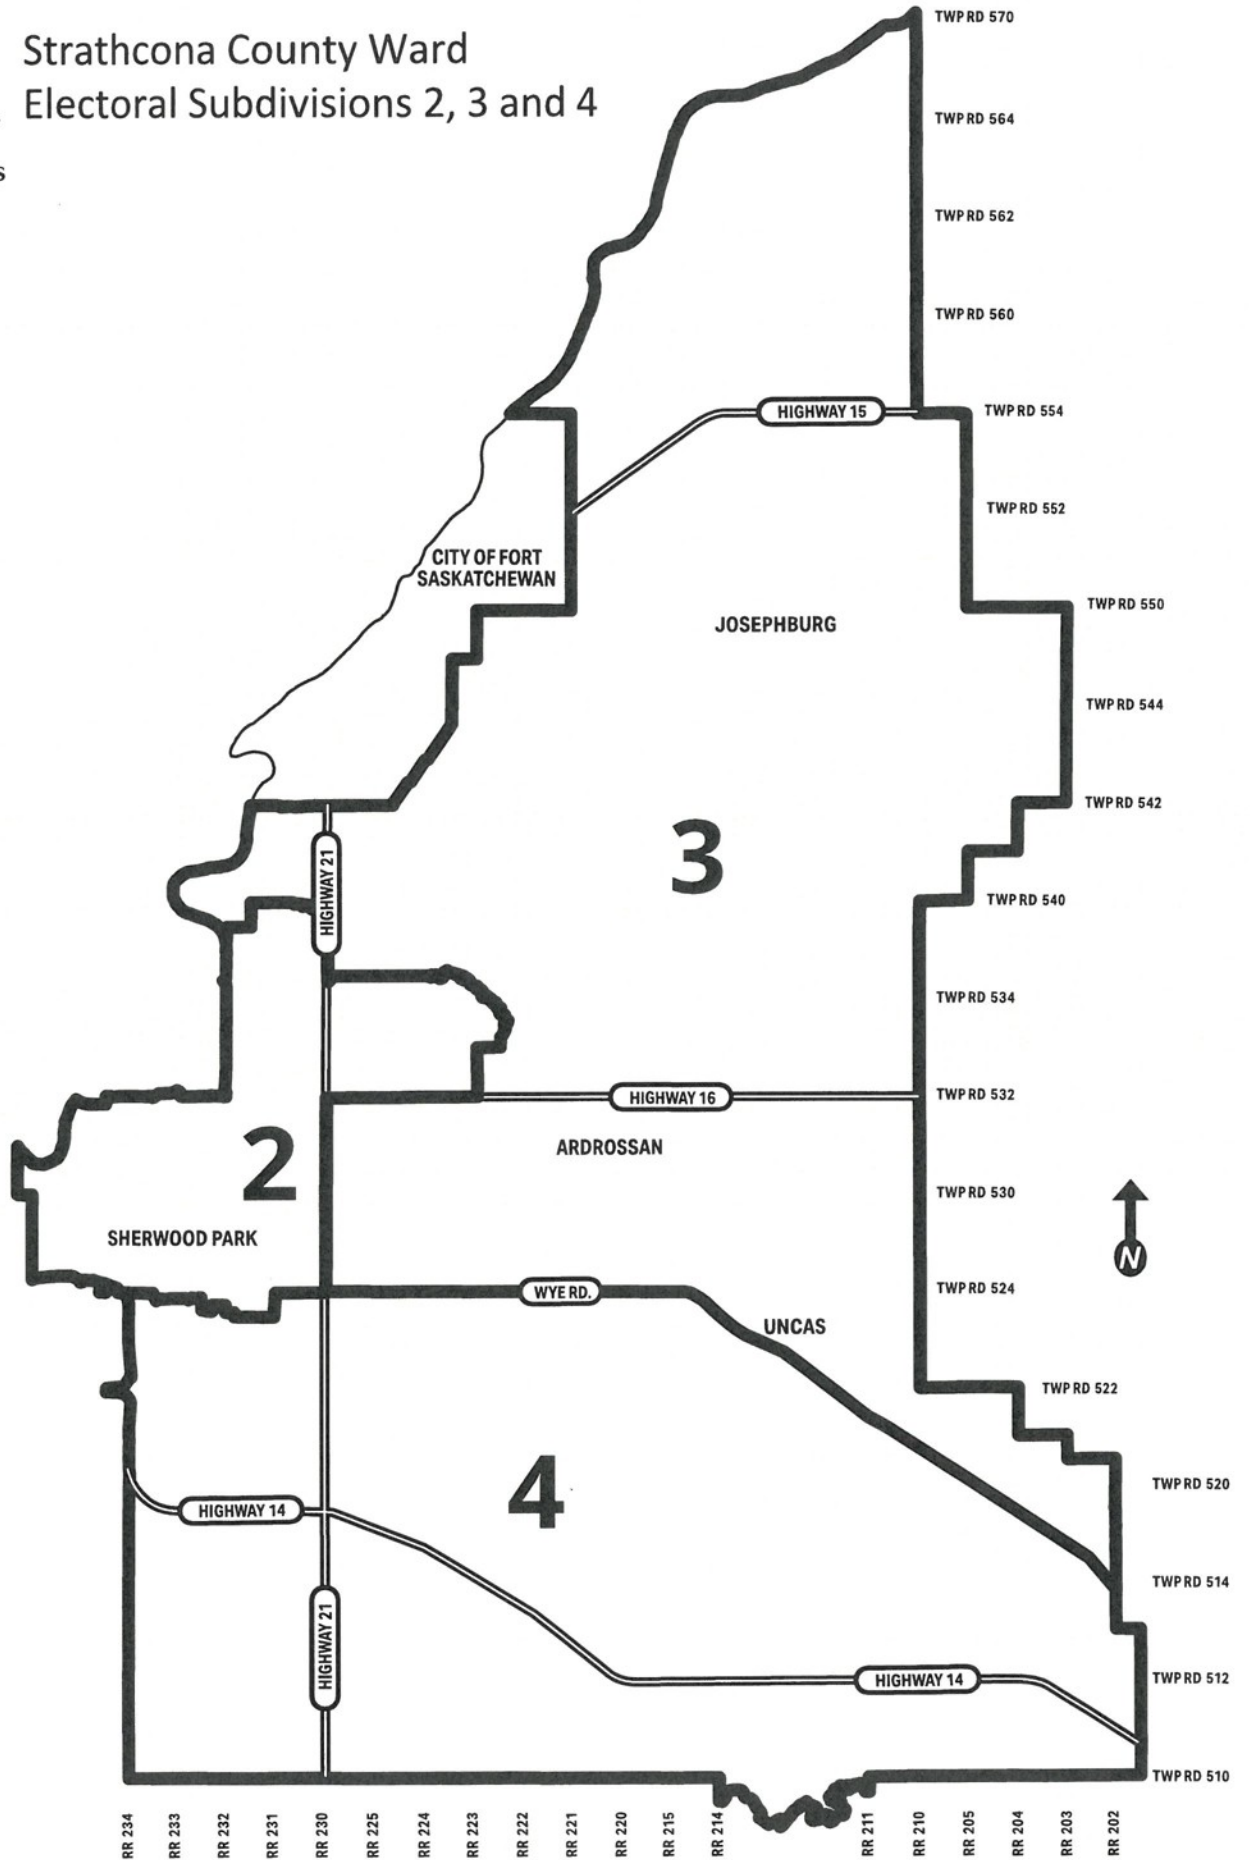 Strathcona County Ward
Electoral Subdivisions 2, 3 and 4
s
TWP RD 570
TWP RD 564
TWP RD 562
TWP RD 560
HIGHWAY 15
TWP RD 554
TWP RD 552
CITY OF FORT
SASKATCHEWAN
TWP RD 550
JOSEPHBURG
TWP RD 544
TWP RD 542
3
HIGHWAY 21
TWP RD 540
TWP RD 534
HIGHWAY 16
TWP RD 532
ARDROSSAN
2
TWP RD 530
SHERWOOD PARK
N
WYE RD.
TWP RD 524
UNCAS
TWP RD 522
4
TWP RD 520
HIGHWAY 14
TWP RD 514
HIGHWAY 21
HIGHWAY 14
TWP RD 512
TWP RD 510
RR 234
RR 233
RR 232
RR 231
RR 230
RR 225
RR 224
RR 223
RR 222
RR 221
RR 220
RR 215
RR 214
RR 211
RR 210
RR 205
RR 204
RR 203
RR 202